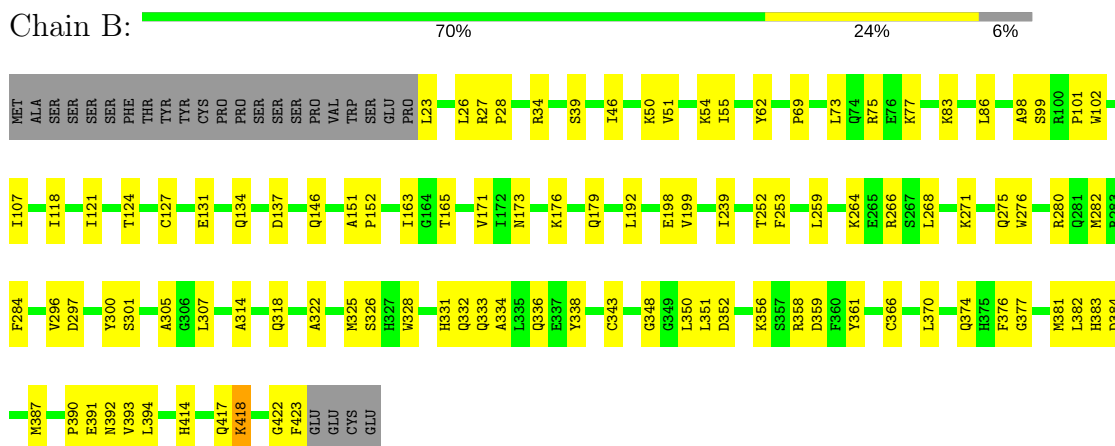 Chain B:
70% 24% 6%
MET ALA SER SER SER SER PHE THR TYR TYR CYS PRO PRO SER SER SER PRO VAL TRP SER GLU PRO L23 L26 R27 P28 R34 S39 I46 K50 V51 K54 I55 Y62 P69 L73 Q74 R75 E76 K77 K83 L86 A98 S99 R100 P101 W102
I107 I118 I121 T124 C127 E131 Q134 D137 Q146 A151 P152 I163 G164 T165 V171 I172 N173 K176 Q179 L192 E198 V199 I239 T252 F253 L259 K264 E265 R266 S267 L268 K271 Q275 W276 R280 Q281 M282
F284 V296 D297 Y300 S301 A305 G306 L307 A314 Q318 A322 M325 S326 H327 W328 H331 Q332 Q333 A334 L335 Q336 E337 Y338 C343 G348 G349 L350 L351 D352 K356 S357 R358 D359 F360 Y361 C366 L370 Q374 H375 F376 G377 M381 L382 H383
M387 P390 E391 N392 V393 L394 H414 Q417 K418 G422 F423 GLU GLU CYS GLU